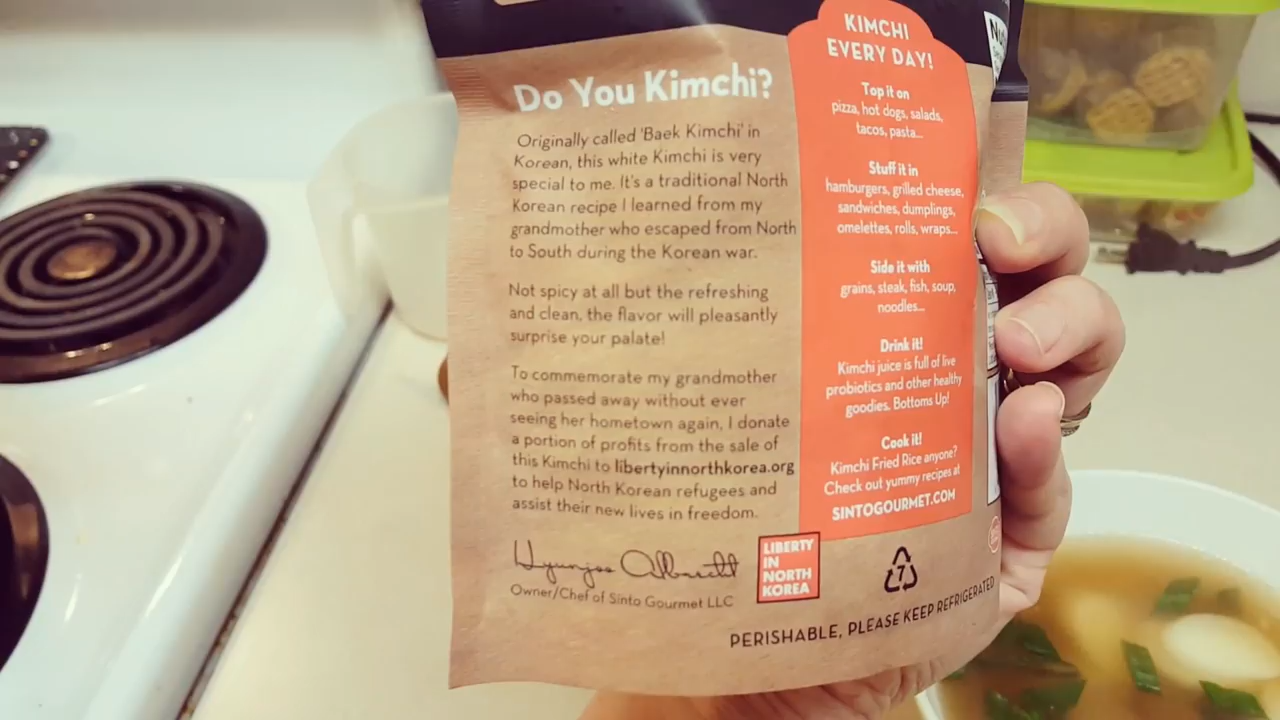 Do You Kimchi?
Originally called 'Baek Kimchi' in
Korean, this white Kimchi is very
special to me. It's a traditional North
Korean recipe I learned from my
grandmother who escaped from North
to South during the Korean war.
Not spicy at all but the refreshing
and clean, the flavor will pleasantly
surprise your palate!
To commemorate my grandmother
who passed away without ever
seeing her hometown again, I donate
a portion of profits from the sale of
this Kimchi to libertyinnorthkorea.org
to help North Korean refugees and
assist their new lives in freedom.
Hyunjoo Albrecht
Owner/Chef of Sinto Gourmet LLC
LIBERTY
IN
NORTH
KOREA
KIMCHI
EVERY DAY!
Top it on
pizza, hot dogs, salads,
tacos, pasta...
Stuff it in
hamburgers, grilled cheese,
sandwiches, dumplings,
omelettes, rolls, wraps...
Side it with
grains, steak, fish, soup,
noodles...
Drink it!
Kimchi juice is full of live
probiotics and other healthy
goodies. Bottoms Up!
Cook it!
Kimchi Fried Rice anyone?
Check out yummy recipes at
SINTOGOURMET.COM
7
PERISHABLE, PLEASE KEEP REFRIGERATED